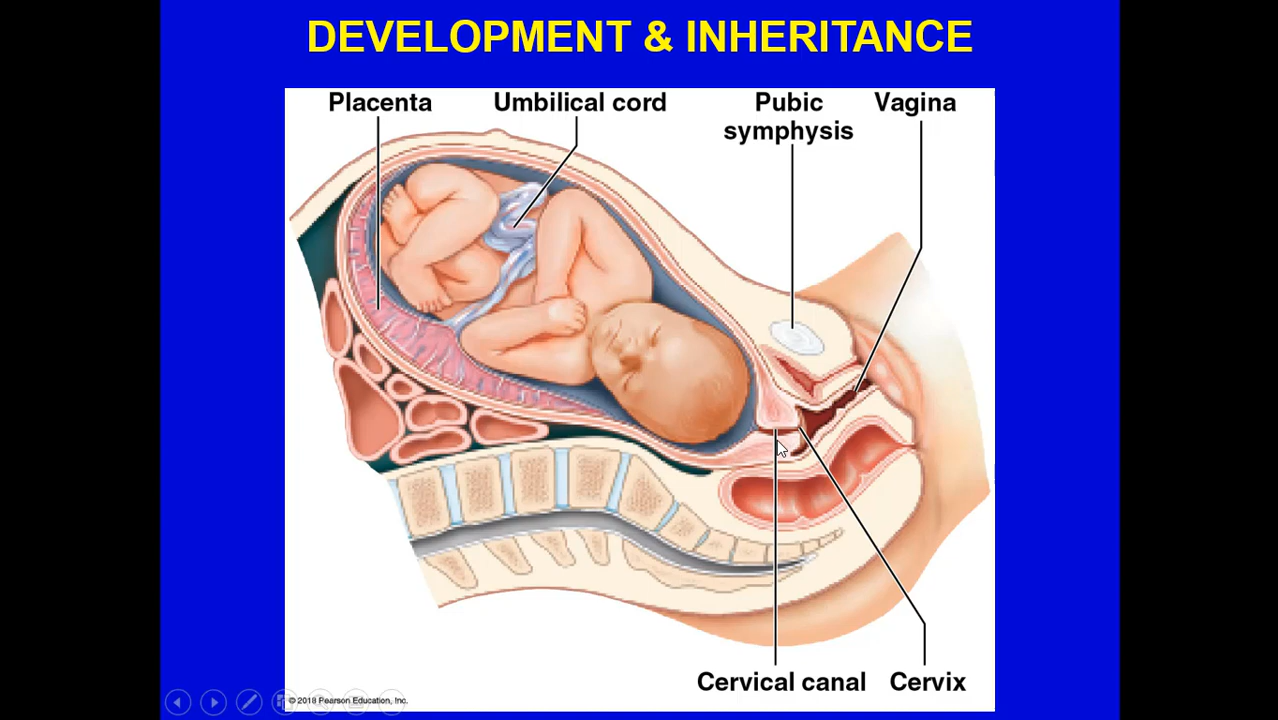 DEVELOPMENT & INHERITANCE
Placenta
Umbilical cord
Pubic
symphysis
Vagina
Cervical canal
Cervix
© 2018 Pearson Education, Inc.